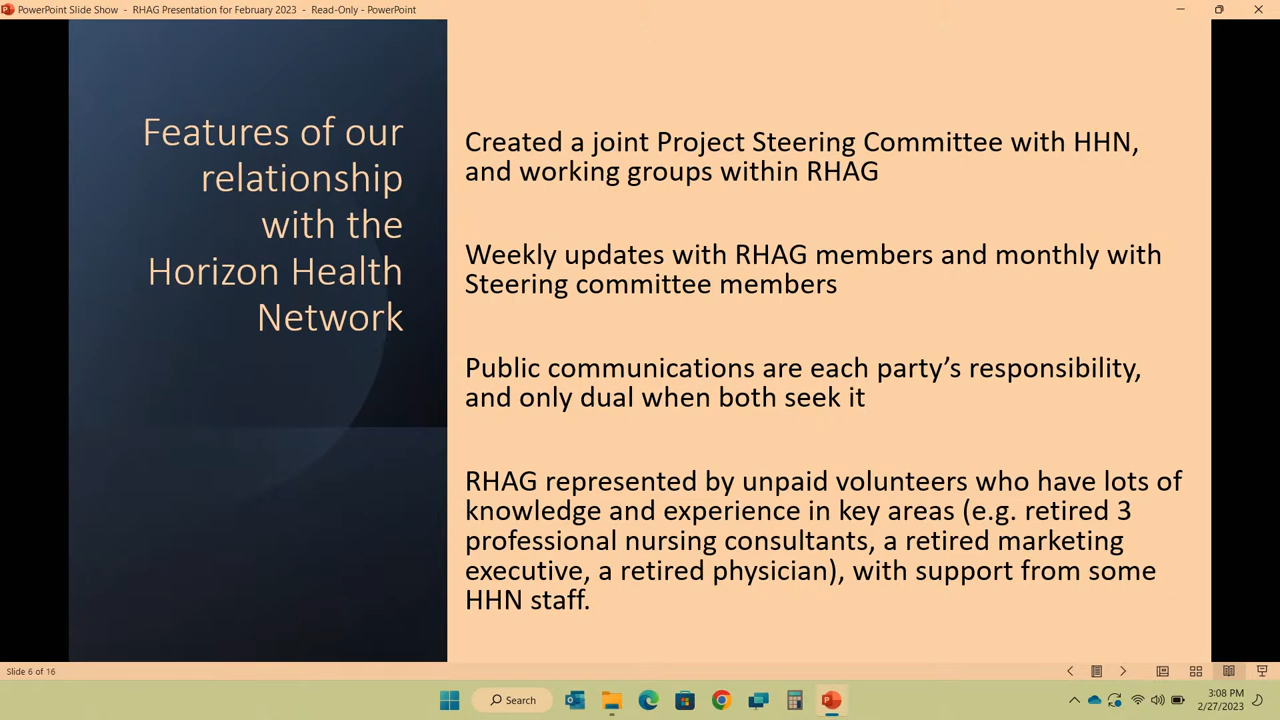 PowerPoint Slide Show - RHAG Presentation for February 2023 - Read-Only - PowerPoint
Features of our
relationship
with the
Horizon Health
Network
Created a joint Project Steering Committee with HHN,
and working groups within RHAG
Weekly updates with RHAG members and monthly with
Steering committee members
Public communications are each party’s responsibility,
and only dual when both seek it
RHAG represented by unpaid volunteers who have lots of
knowledge and experience in key areas (e.g. retired 3
professional nursing consultants, a retired marketing
executive, a retired physician), with support from some
HHN staff.
Slide 6 of 16
Search
3:08 PM
2/27/2023